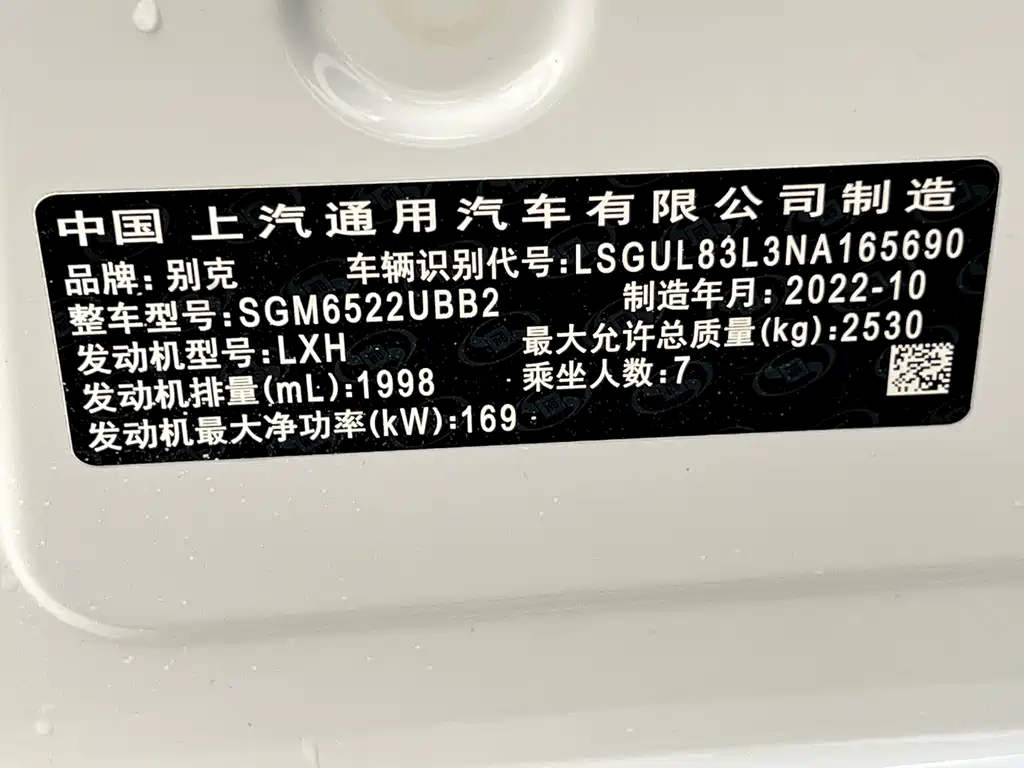 中国 上汽通用汽车有限公司制造
品牌:别克 车辆识别代号:LSGUL83L3NA165690
整车型号:SGM6522UBB2 制造年月:2022-10
发动机型号:LXH 最大允许总质量(kg):2530
发动机排量(mL):1998 乘坐人数:7
发动机最大净功率(kW):169